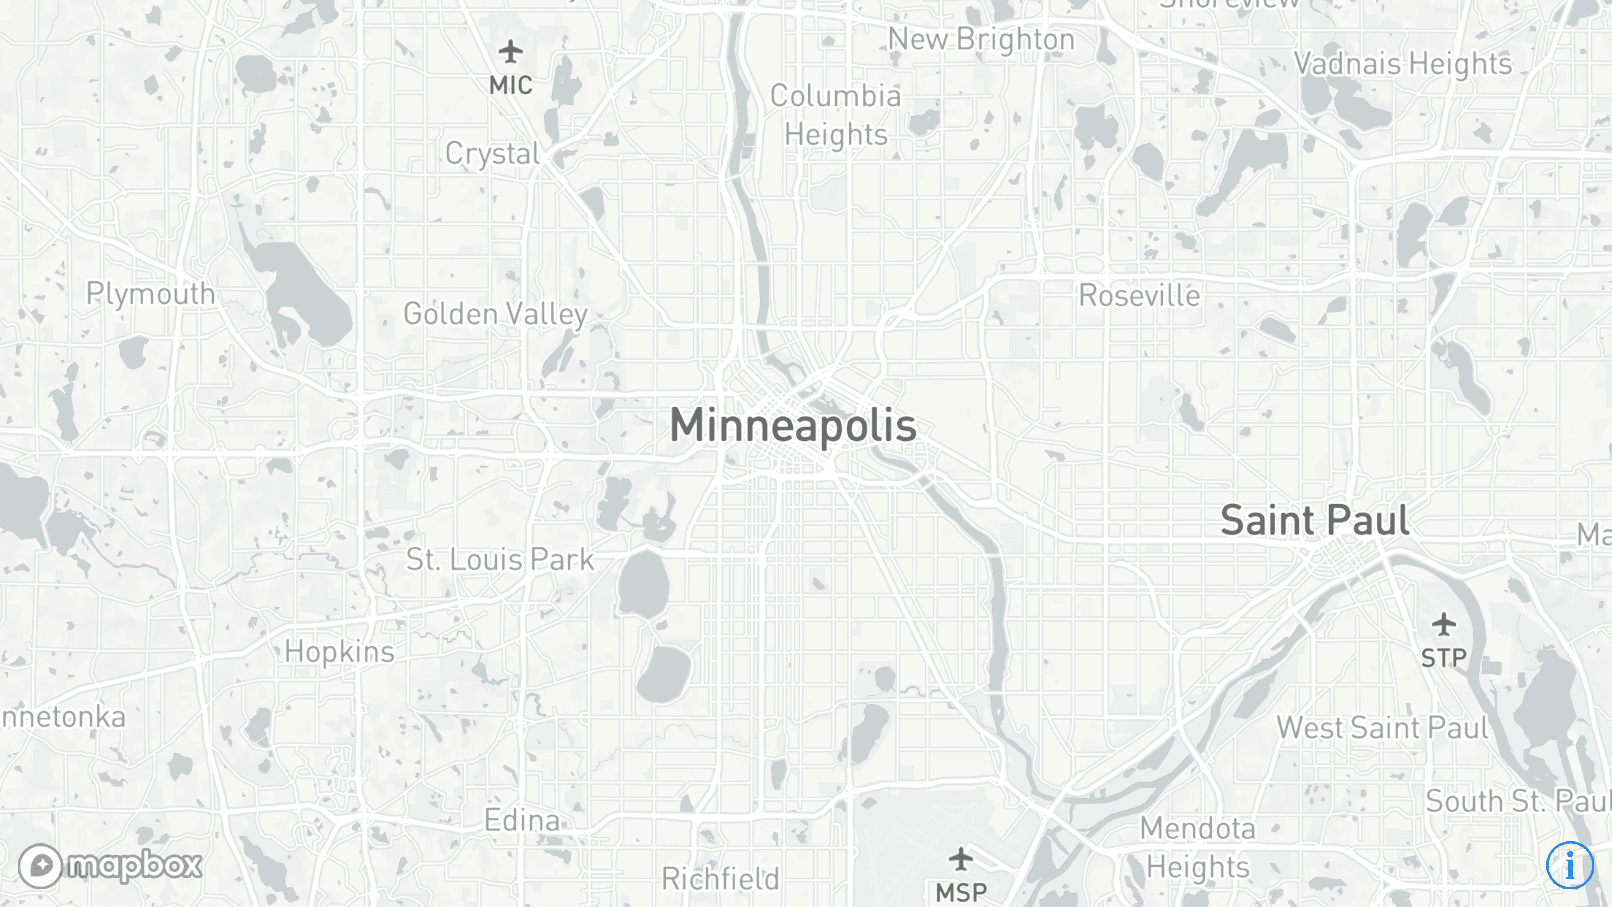 Shoreview
New Brighton
Vadnais Heights
MIC
Columbia
Heights
Crystal
Plymouth
Roseville
Golden Valley
Minneapolis
Saint Paul
Ma
St. Louis Park
Hopkins
STP
nnetonka
West Saint Paul
South St. Paul
Edina
Mendota
Heights
mapbox
Richfield
MSP
i